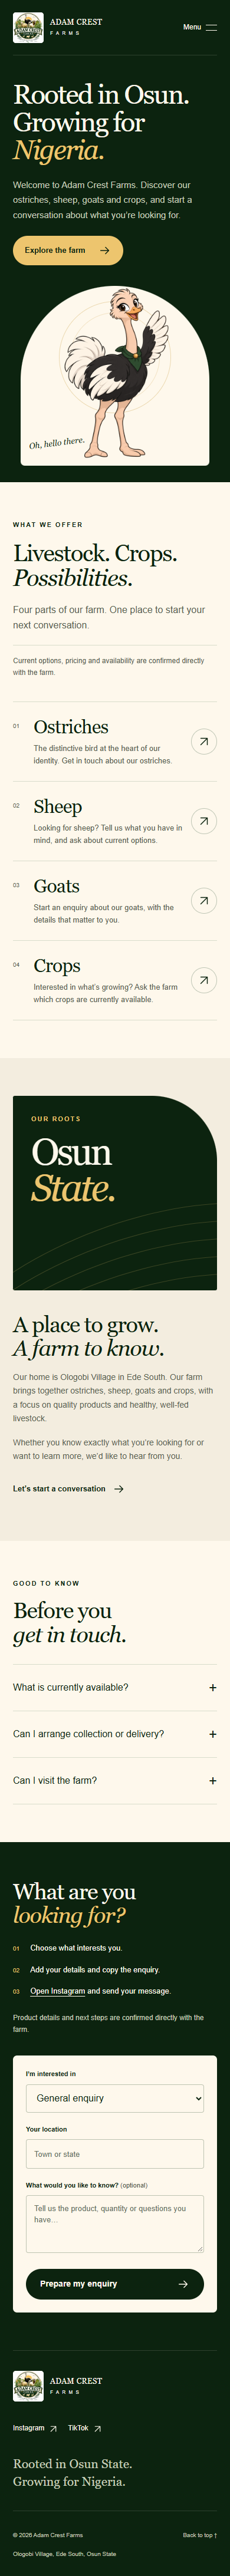 ADAM CREST
FARMS
Menu
Rooted in Osun.
Growing for
Nigeria.
Welcome to Adam Crest Farms. Discover our
ostriches, sheep, goats and crops, and start a
conversation about what you're looking for.
Explore the farm
Oh, hello there.
WHAT WE OFFER
Livestock. Crops.
Possibilities.
Four parts of our farm. One place to start your
next conversation.
Current options, pricing and availability are confirmed directly
with the farm.
01
Ostriches
The distinctive bird at the heart of our
identity. Get in touch about our ostriches.
02
Sheep
Looking for sheep? Tell us what you have in
mind, and ask about current options.
03
Goats
Start an enquiry about our goats, with the
details that matter to you.
04
Crops
Interested in what's growing? Ask the farm
which crops are currently available.
OUR ROOTS
Osun
State.
A place to grow.
A farm to know.
Our home is Ologobi Village in Ede South. Our farm
brings together ostriches, sheep, goats and crops, with
a focus on quality products and healthy, well-fed
livestock.
Whether you know exactly what you're looking for or
want to learn more, we'd like to hear from you.
Let's start a conversation
GOOD TO KNOW
Before you
get in touch.
What is currently available? +
Can I arrange collection or delivery? +
Can I visit the farm? +
What are you
looking for?
01 Choose what interests you.
02 Add your details and copy the enquiry.
03 Open Instagram and send your message.
Product details and next steps are confirmed directly with the
farm.
I'm interested in
General enquiry
Your location
Town or state
What would you like to know? (optional)
Tell us the product, quantity or questions you
have…
Prepare my enquiry
ADAM CREST
FARMS
Instagram TikTok
Rooted in Osun State.
Growing for Nigeria.
© 2026 Adam Crest Farms Back to top ↑
Ologobi Village, Ede South, Osun State